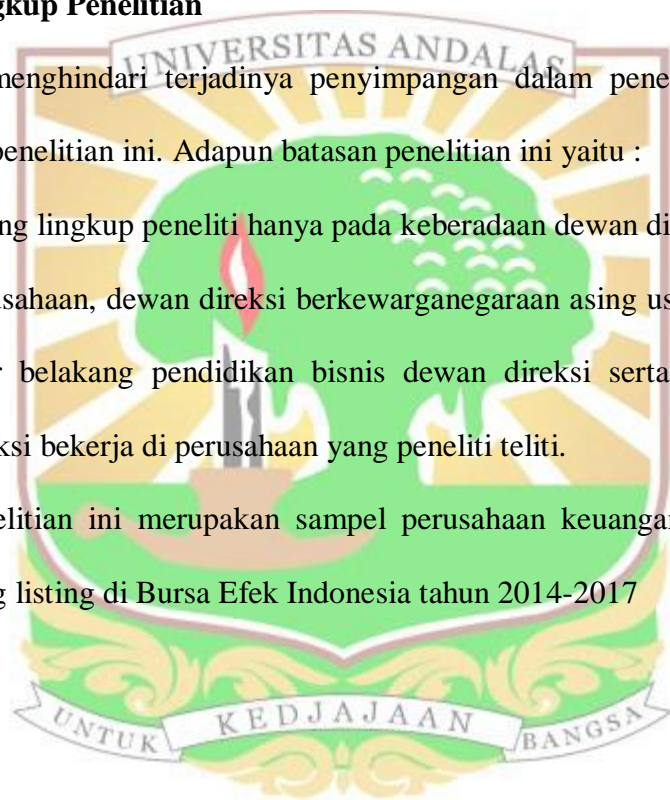 gkup Penelitian
UNIVERSITAS ANDALAS
menghindari terjadinya penyimpangan dalam pene
penelitian ini. Adapun batasan penelitian ini yaitu :
ng lingkup peneliti hanya pada keberadaan dewan di
usahaan, dewan direksi berkewarganegaraan asing us
r belakang pendidikan bisnis dewan direksi serta
ksi bekerja di perusahaan yang peneliti teliti.
elitian ini merupakan sampel perusahaan keuangan
g listing di Bursa Efek Indonesia tahun 2014-2017
UNTUK KEDJAJAAN BANGSA